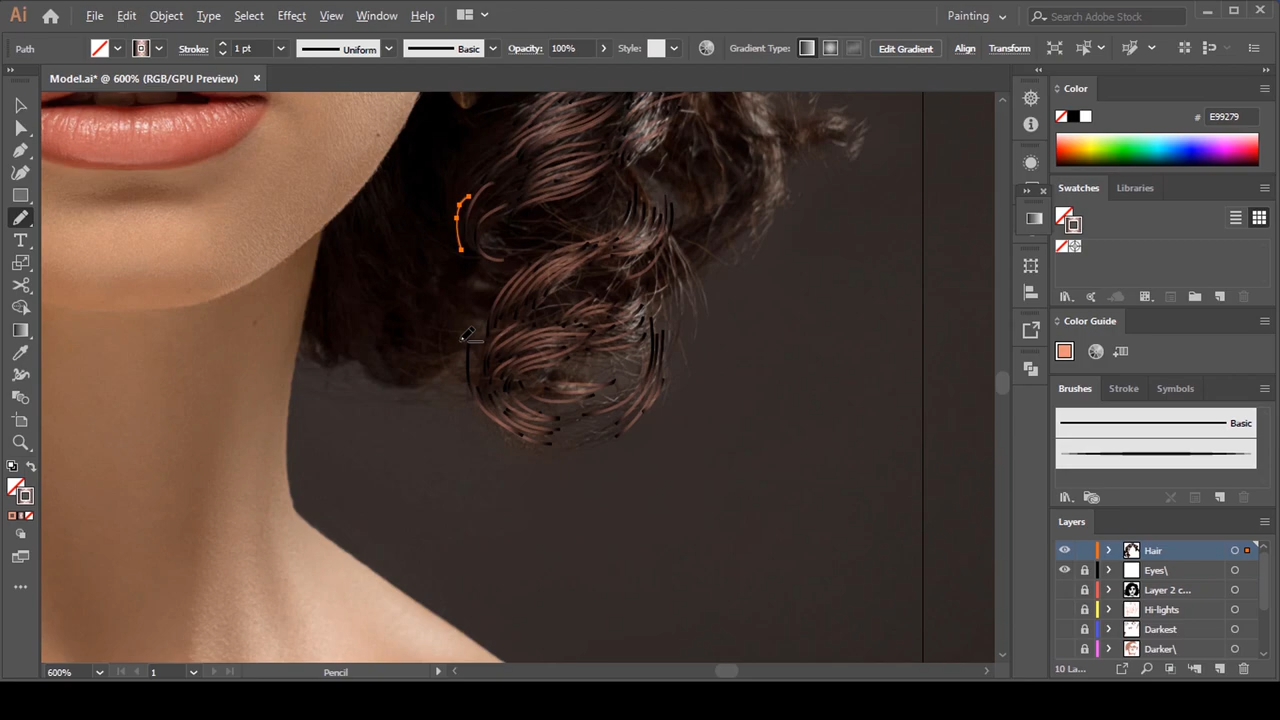 Ai File Edit Object Type Select Effect View Window Help Painting Search Adobe Stock
Path Stroke: 1 pt Uniform Basic Opacity: 100% Style: Gradient Type: Edit Gradient Align Transform
Model.ai* @ 600% (RGB/GPU Preview)
Color
# E99279
Swatches Libraries
Color Guide
Brushes Stroke Symbols
Basic
Layers
Hair
Eyes\
Layer 2 c...
Hi-lights
Darkest
Darker\
600% 1 Pencil 10 La...